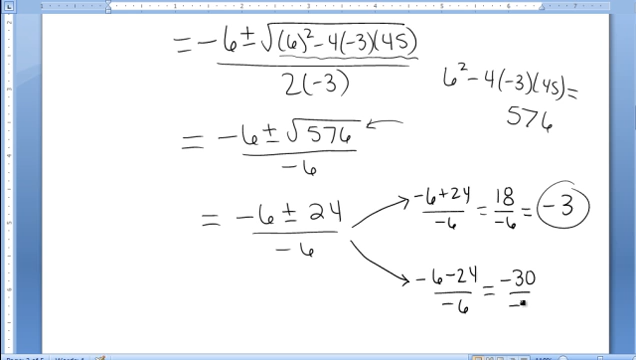 = -6 ± √(6)² - 4(-3)(45)
2(-3)
6² - 4(-3)(45) =
576
= -6 ± √576 ←
-6
-6+24 = 18 = -3
-6 -6
= -6 ± 24
-6
-6-24 = -30
-6 -